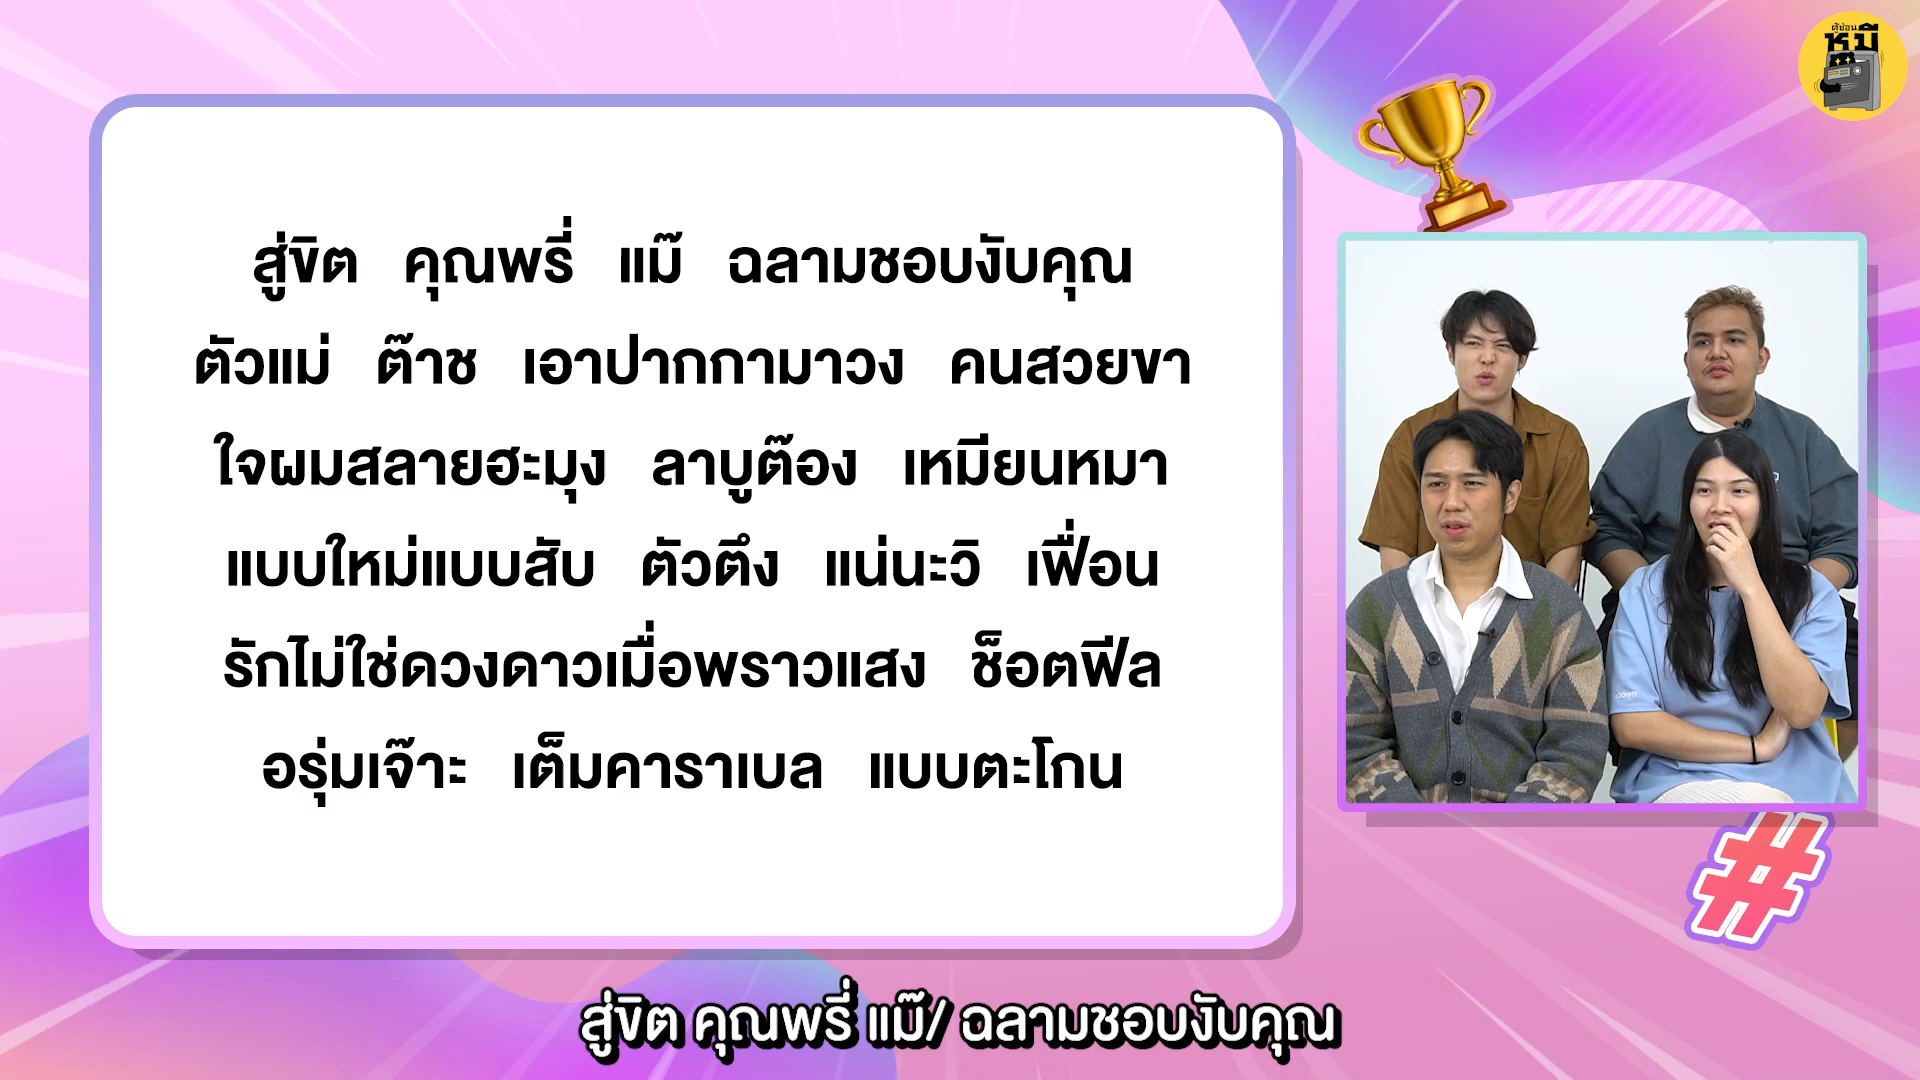 ตู้ซ่อน
หมี
สู่ขิต คุณพรี่ แม๊ ฉลามชอบงับคุณ
ตัวแม่ ต๊าช เอาปากกามาวง คนสวยขา
ใจผมสลายฮะมุง ลาบูต๊อง เหมียนหมา
แบบใหม่แบบสับ ตัวตึง แน่นะวิ เฟื่อน
รักไม่ใช่ดวงดาวเมื่อพราวแสง ช็อตฟีล
อรุ่มเจ๊าะ เต็มคาราเบล แบบตะโกน
#
สู่ขิต คุณพรี่ แม๊/ ฉลามชอบงับคุณ